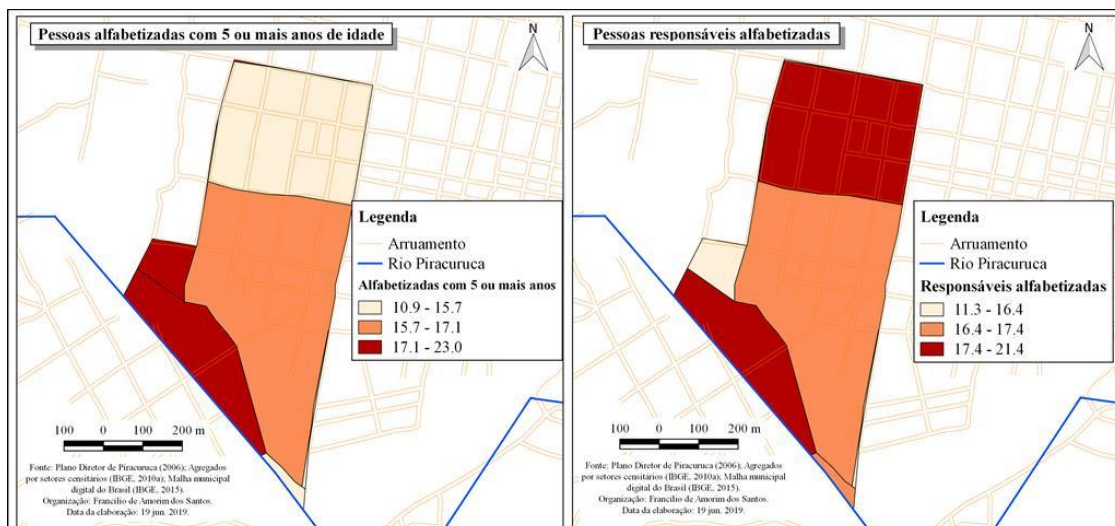 Pessoas alfabetizadas com 5 ou mais anos de idade
N
Legenda
Arruamento
Rio Piracuruca
Alfabetizadas com 5 ou mais anos
10.9 - 15.7
15.7 - 17.1
17.1 - 23.0
100 0 100 200 m
Fonte: Plano Diretor de Piracuruca (2006); Agregados
por setores censitários (IBGE, 2010a); Malha municipal
digital do Brasil (IBGE, 2015).
Organização: Francílio de Amorim dos Santos.
Data da elaboração: 19 jun. 2019.
Pessoas responsáveis alfabetizadas
N
Legenda
Arruamento
Rio Piracuruca
Responsáveis alfabetizadas
11.3 - 16.4
16.4 - 17.4
17.4 - 21.4
100 0 100 200 m
Fonte: Plano Diretor de Piracuruca (2006); Agregados
por setores censitários (IBGE, 2010a); Malha municipal
digital do Brasil (IBGE, 2015).
Organização: Francílio de Amorim dos Santos.
Data da elaboração: 19 jun. 2019.